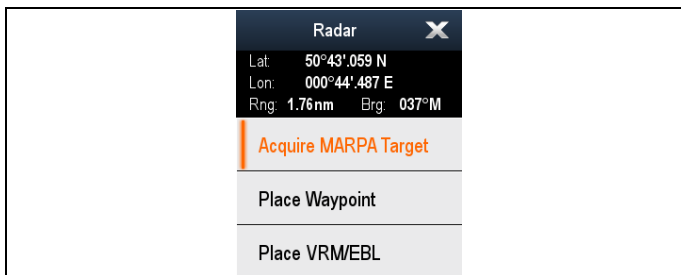 Radar
Lat: 50°43'.059 N
Lon: 000°44'.487 E
Rng: 1.76nm Brg: 037°M
Acquire MARPA Target
Place Waypoint
Place VRM/EBL